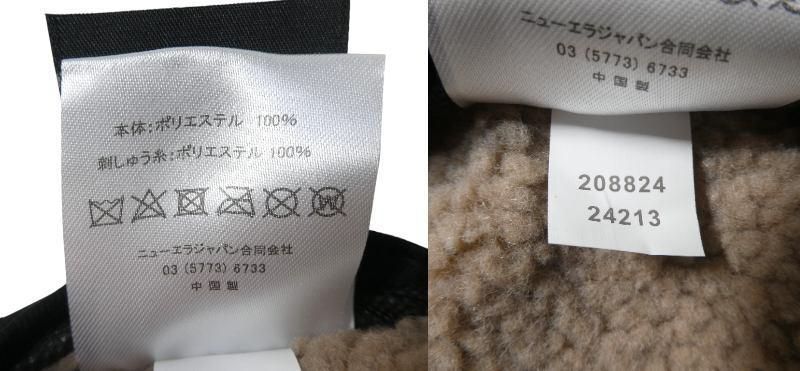 本体:ポリエステル 100%
刺しゅう糸:ポリエステル 100%
ニューエラジャパン合同会社
03 (5773) 6733
中国製
ニューエラジャパン合同会社
03 (5773) 6733
中国製
208824
24213